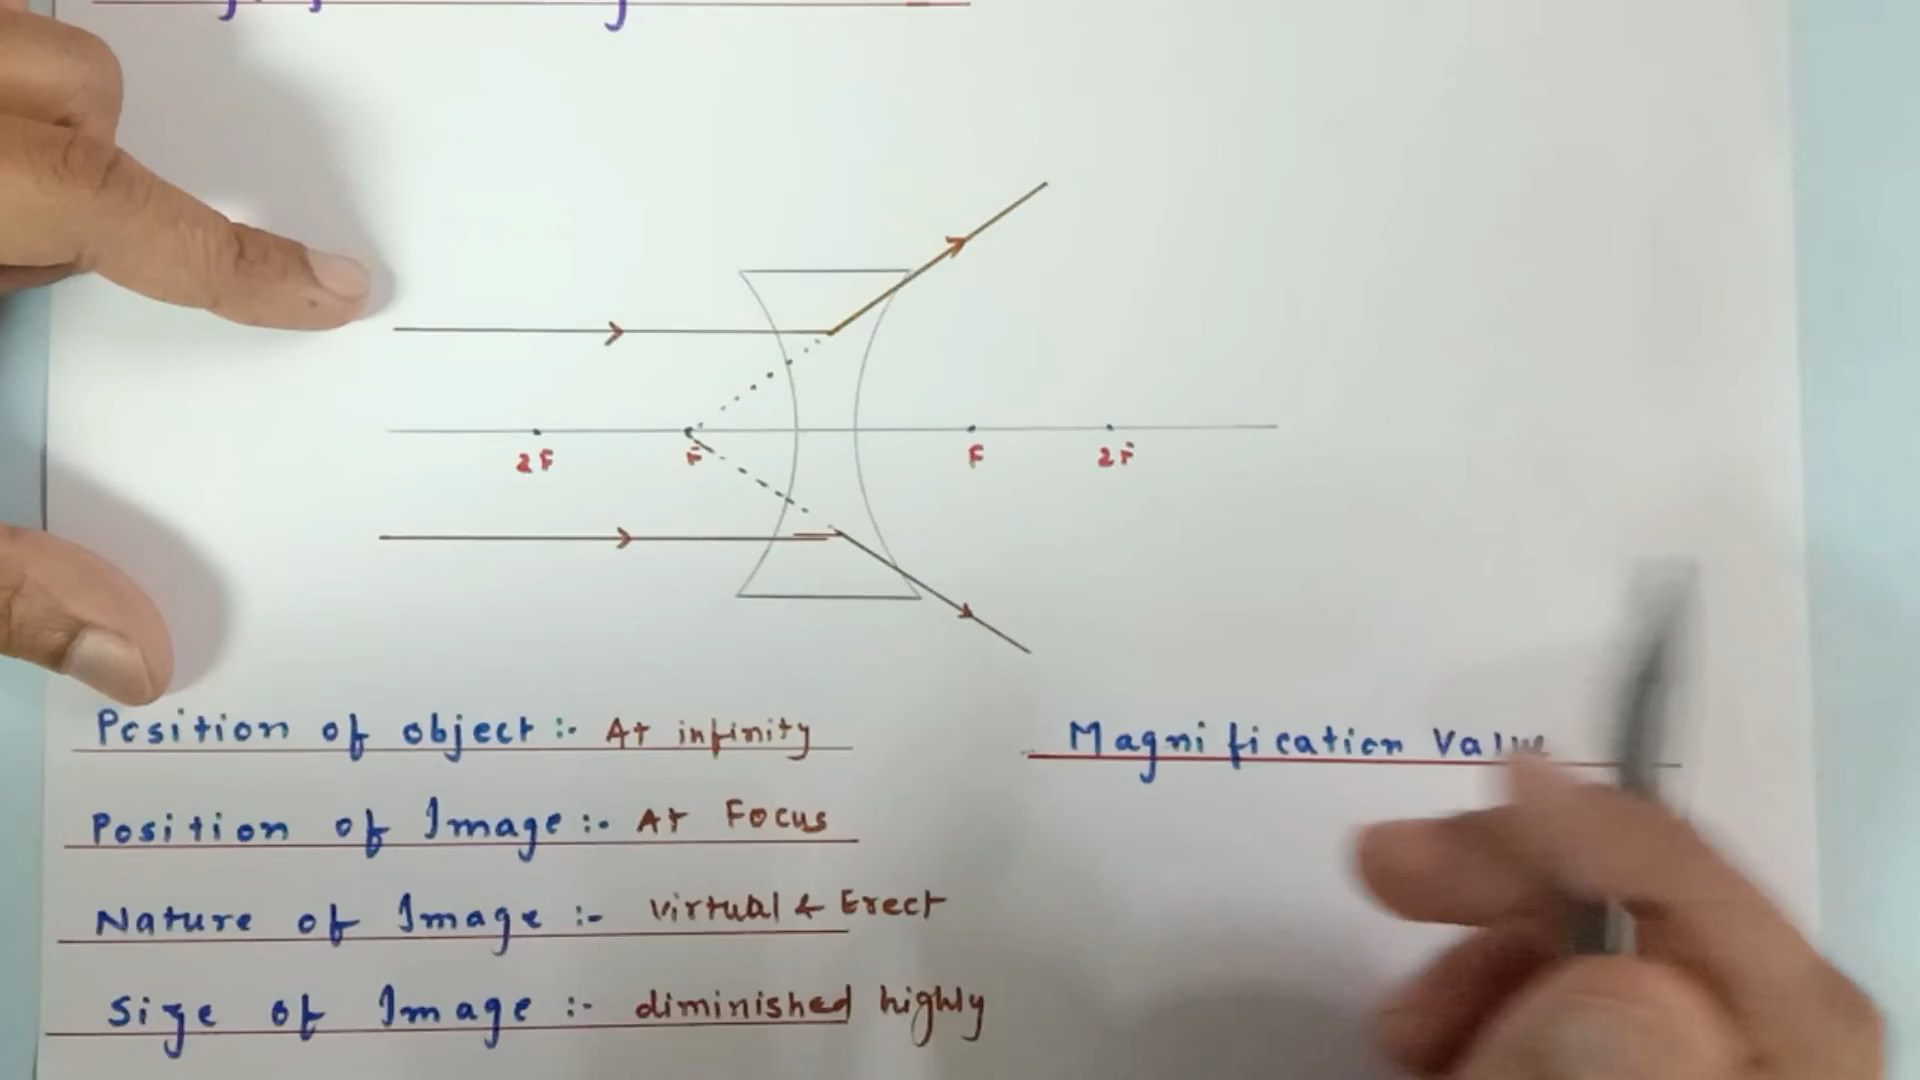 2F F F 2F
Position of object :- At infinity
Magnification Value
Position of Image :- At Focus
Nature of Image :- Virtual & Erect
Size of Image :- diminished highly